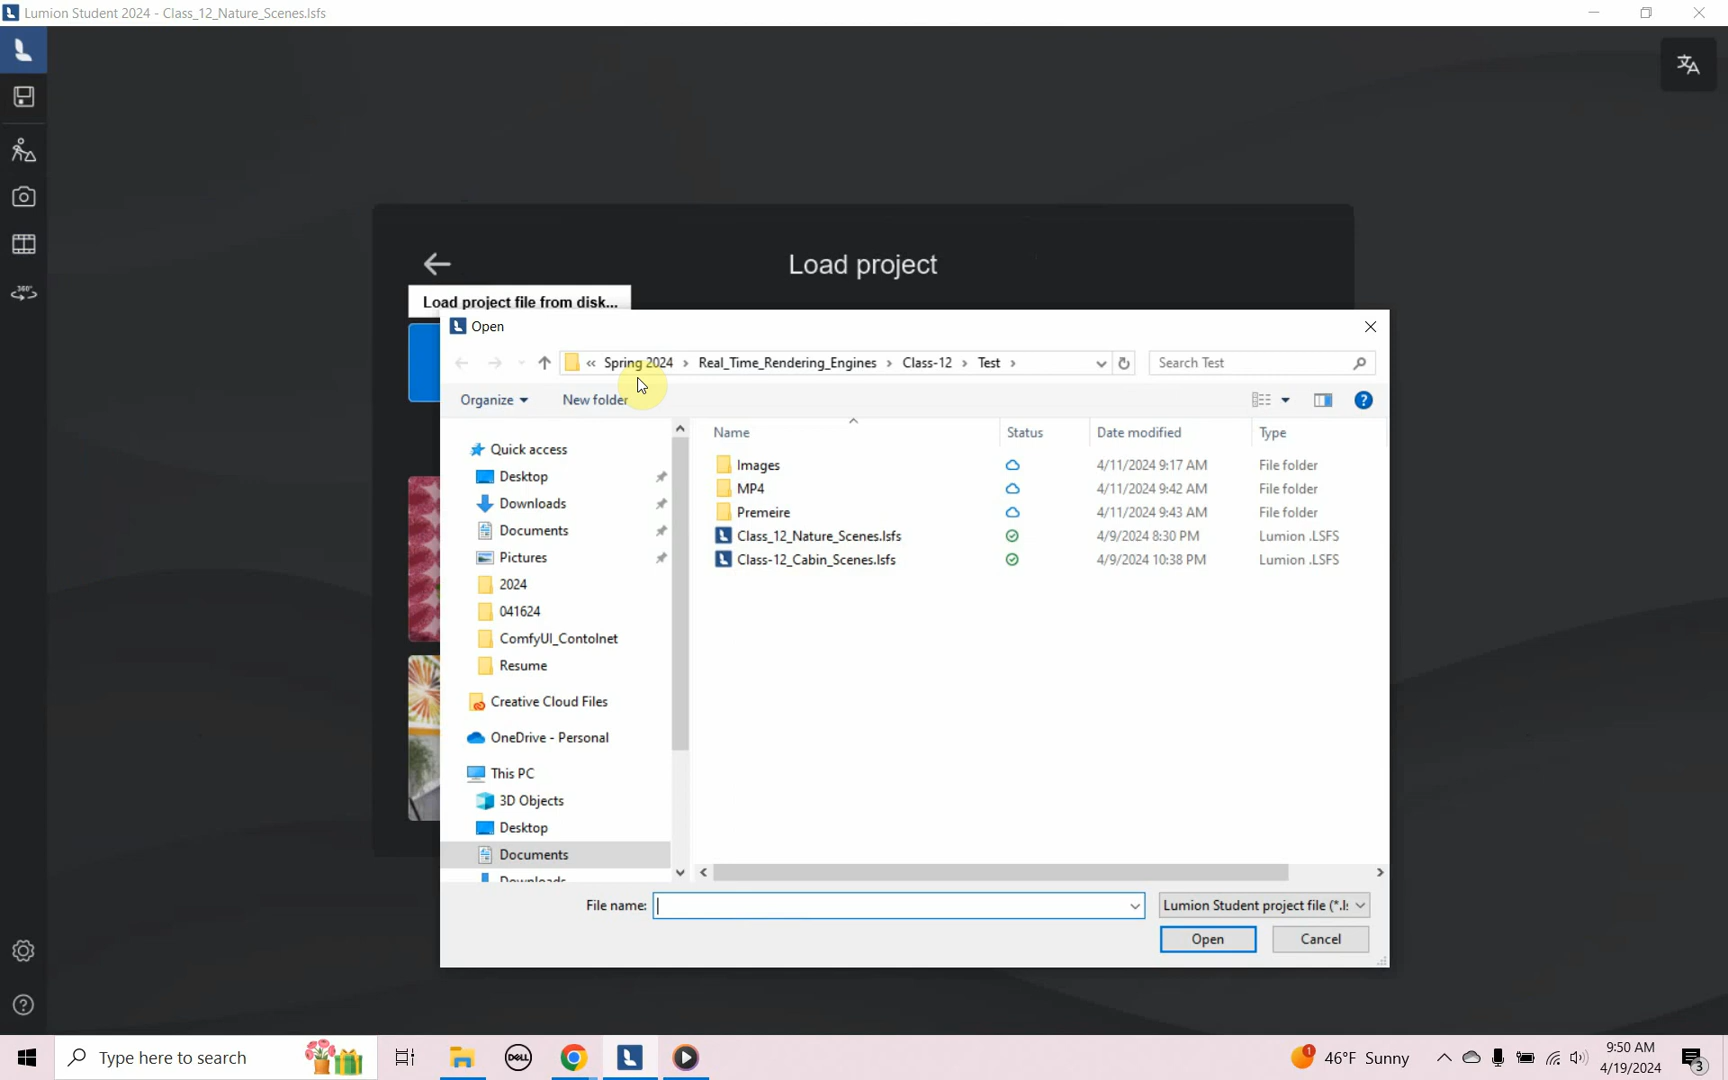 Lumion Student 2024 - Class_12_Nature_Scenes.lsfs
Load project
Load project file from disk...
Open
« Spring 2024 › Real_Time_Rendering_Engines › Class-12 › Test ›
Search Test
Organize
New folder
Quick access
Desktop
Downloads
Documents
Pictures
2024
041624
ComfyUI_Contolnet
Resume
Creative Cloud Files
OneDrive - Personal
This PC
3D Objects
Desktop
Documents
Downloads
Name Status Date modified Type
Images 4/11/2024 9:17 AM File folder
MP4 4/11/2024 9:42 AM File folder
Premeire 4/11/2024 9:43 AM File folder
Class_12_Nature_Scenes.lsfs 4/9/2024 8:30 PM Lumion .LSFS
Class-12_Cabin_Scenes.lsfs 4/9/2024 10:38 PM Lumion .LSFS
File name:
Lumion Student project file (*.ls
Open
Cancel
360°
Type here to search
DELL
1
46°F Sunny
9:50 AM
4/19/2024
3